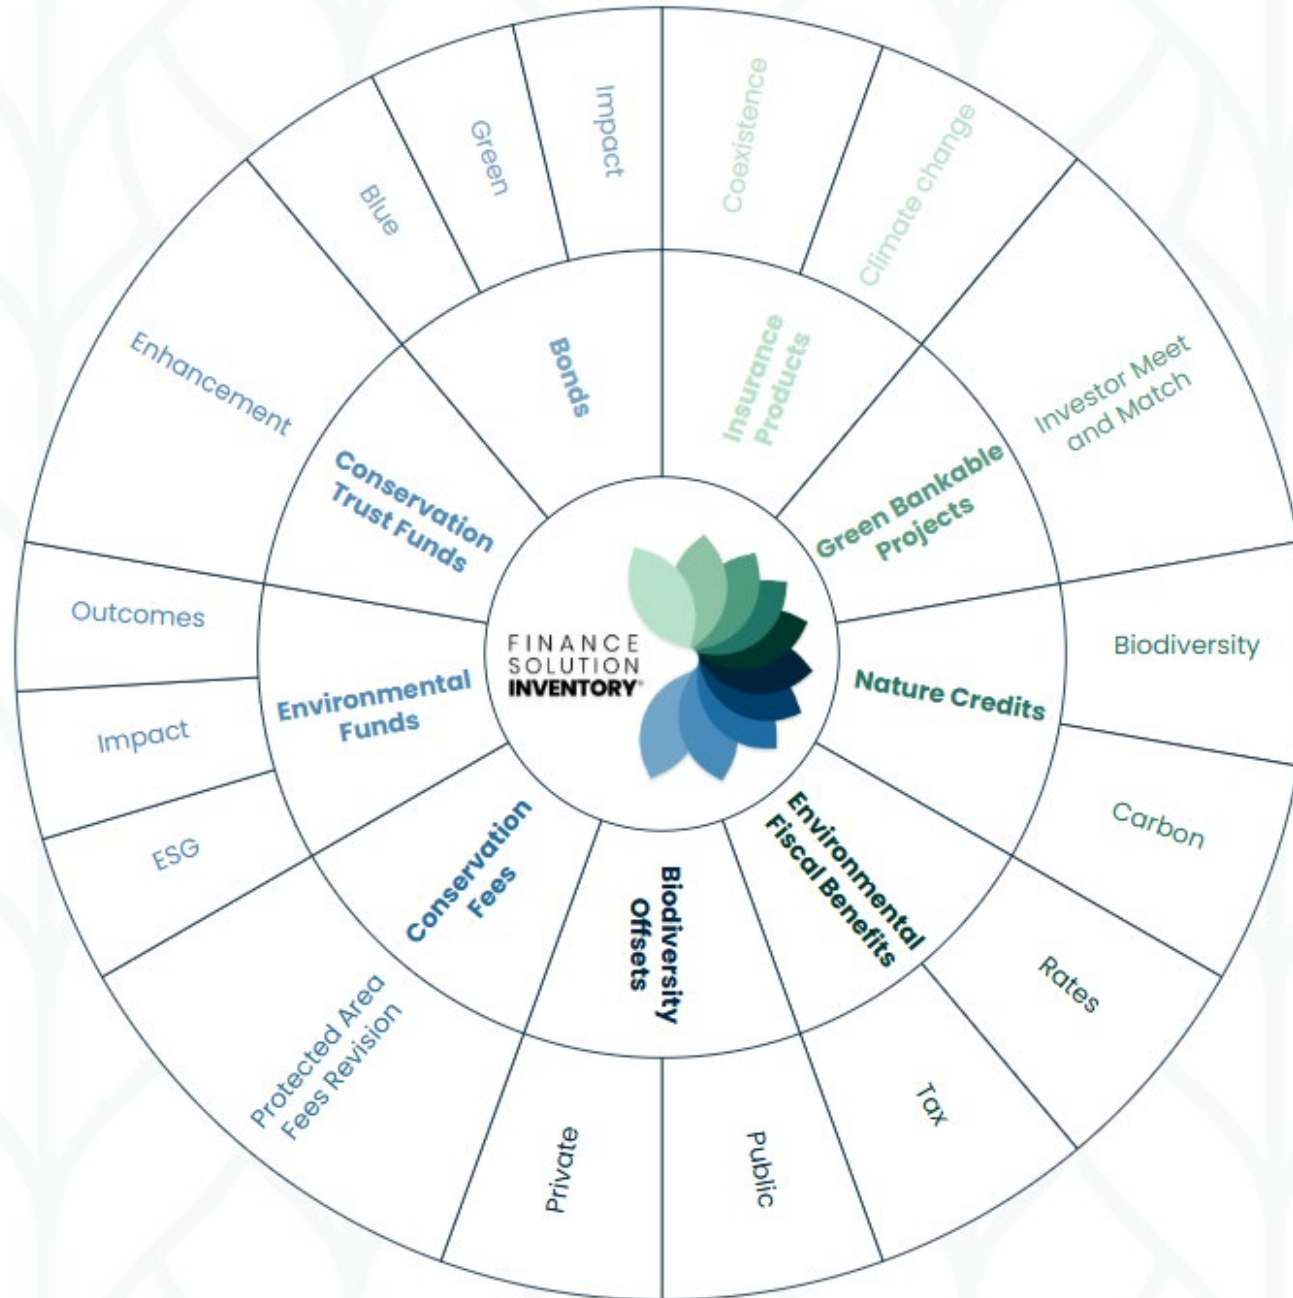 FINANCE
SOLUTION
INVENTORY®
Insurance
Products
Coexistence
Climate change
Green Bankable
Projects
Investor Meet
and Match
Nature Credits
Biodiversity
Carbon
Environmental
Fiscal Benefits
Rates
Tax
Biodiversity
Offsets
Public
Private
Conservation
Fees
Protected Area
Fees Revision
Environmental
Funds
ESG
Impact
Outcomes
Conservation
Trust Funds
Enhancement
Bonds
Blue
Green
Impact